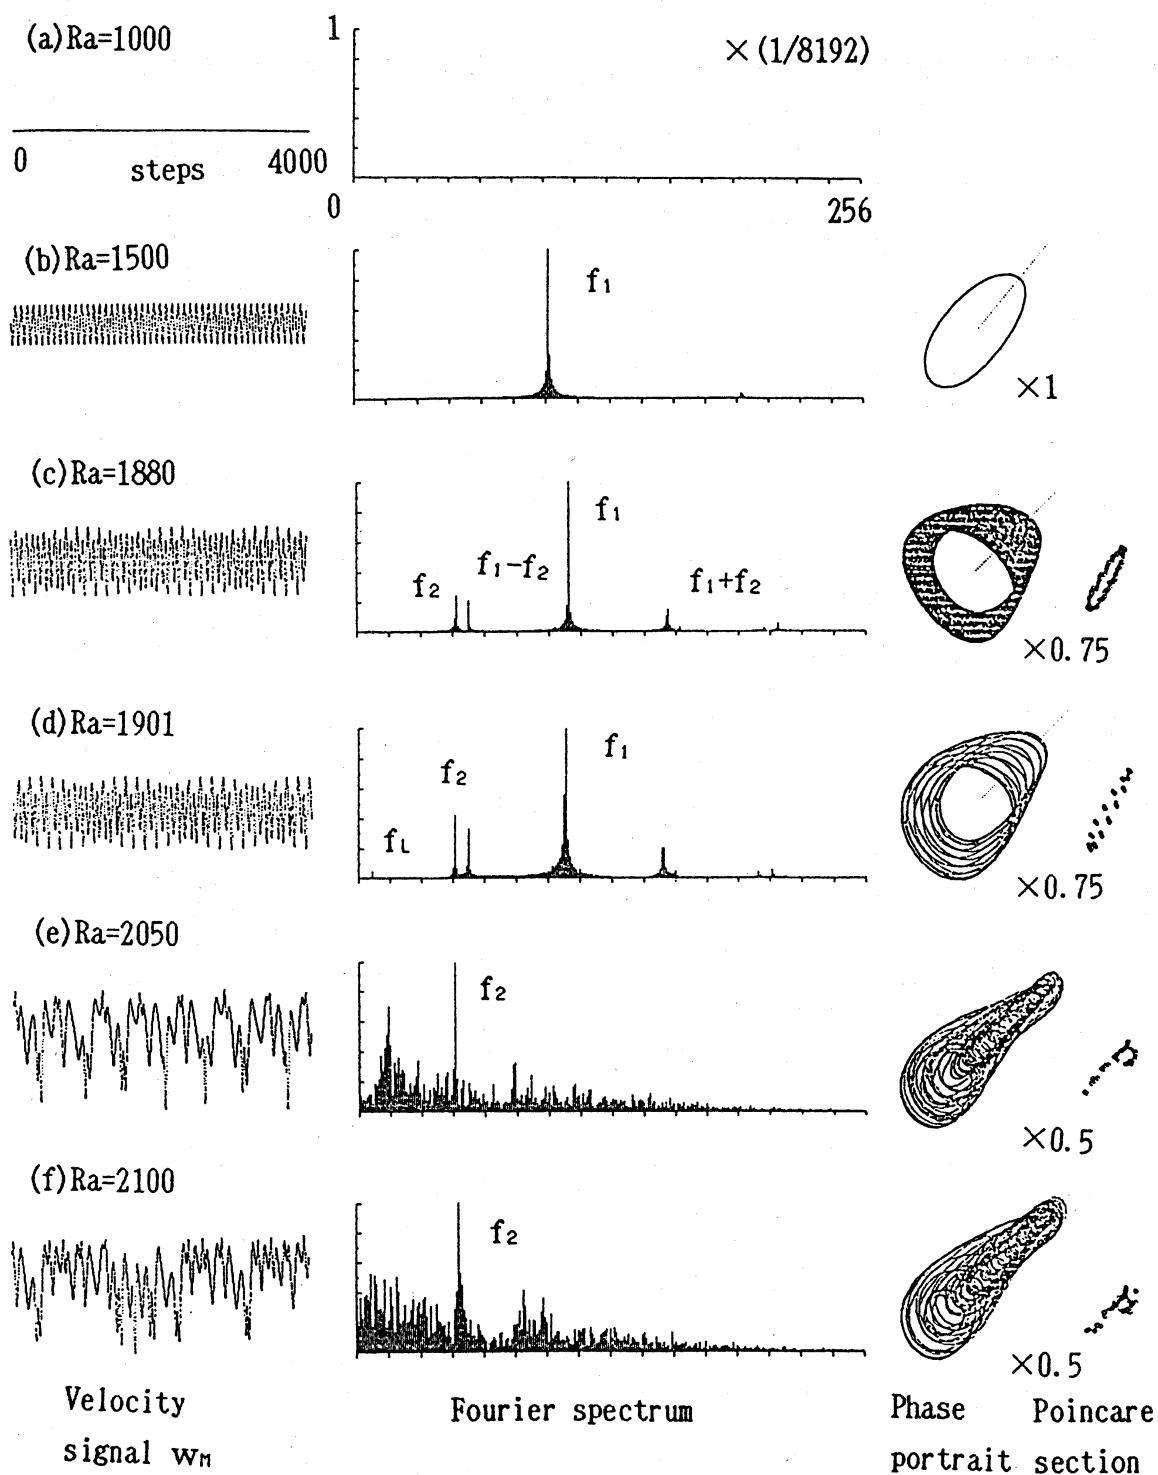 (a)Ra=1000
1
×(1/8192)
0 steps 4000
0
256
(b)Ra=1500
f₁
×1
(c)Ra=1880
f₂
f₁-f₂
f₁
f₁+f₂
×0.75
(d)Ra=1901
fL
f₂
f₁
×0.75
(e)Ra=2050
f₂
×0.5
(f)Ra=2100
f₂
×0.5
Velocity
signal wM
Fourier spectrum
Phase
portrait
Poincare
section